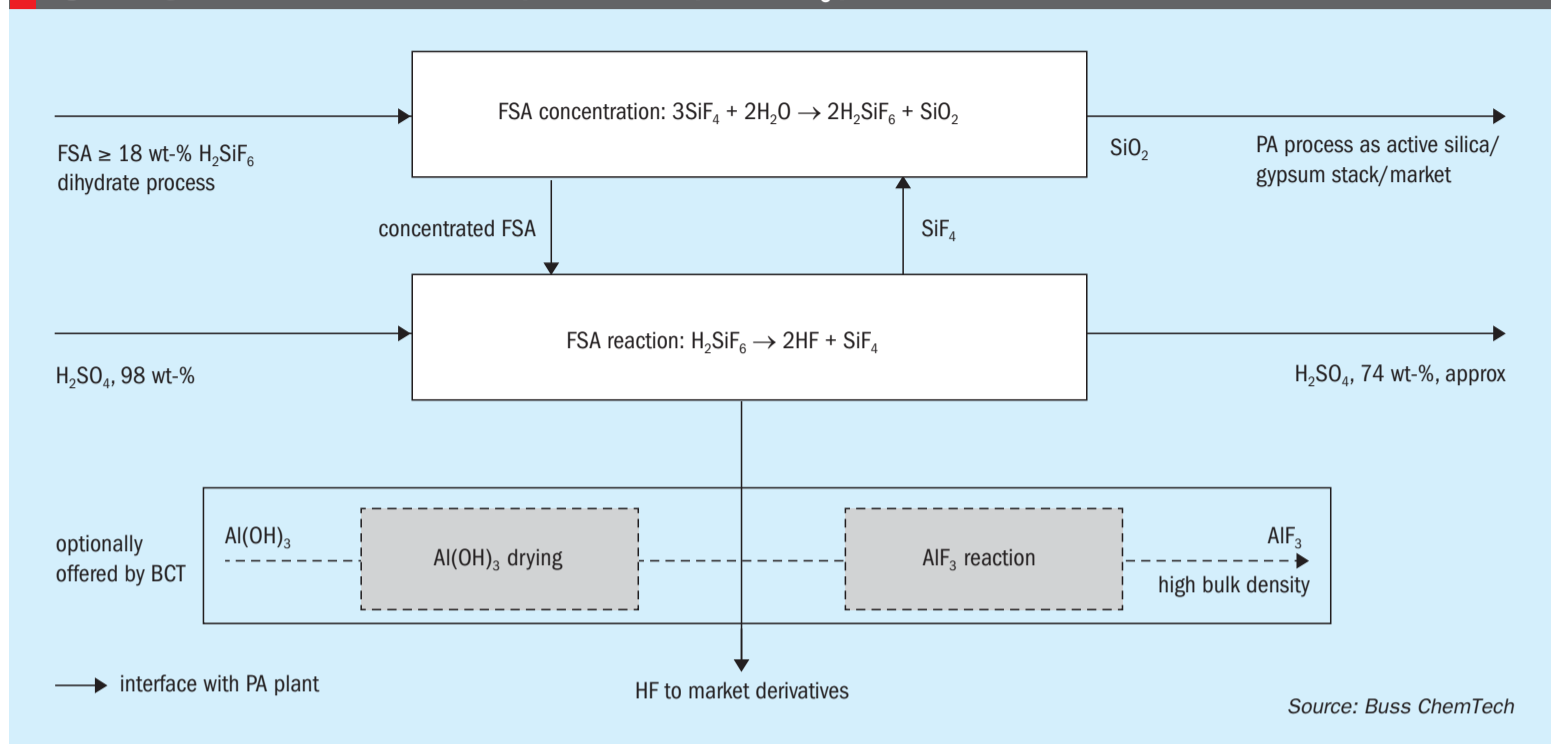 FSA concentration: 3SiF₄ + 2H₂O → 2H₂SiF₆ + SiO₂
FSA ≥ 18 wt-% H₂SiF₆
dihydrate process
SiO₂
PA process as active silica/
gypsum stack/market
concentrated FSA
SiF₄
FSA reaction: H₂SiF₆ → 2HF + SiF₄
H₂SO₄, 98 wt-%
H₂SO₄, 74 wt-%, approx
optionally
offered by BCT
Al(OH)₃
Al(OH)₃ drying
AlF₃ reaction
AlF₃
high bulk density
interface with PA plant
HF to market derivatives
Source: Buss ChemTech